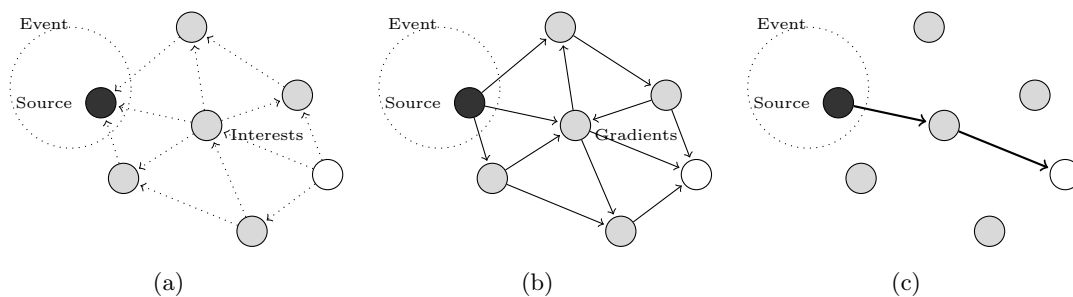 Event
Source
Interests
(a)
Event
Source
Gradients
(b)
Event
Source
(c)